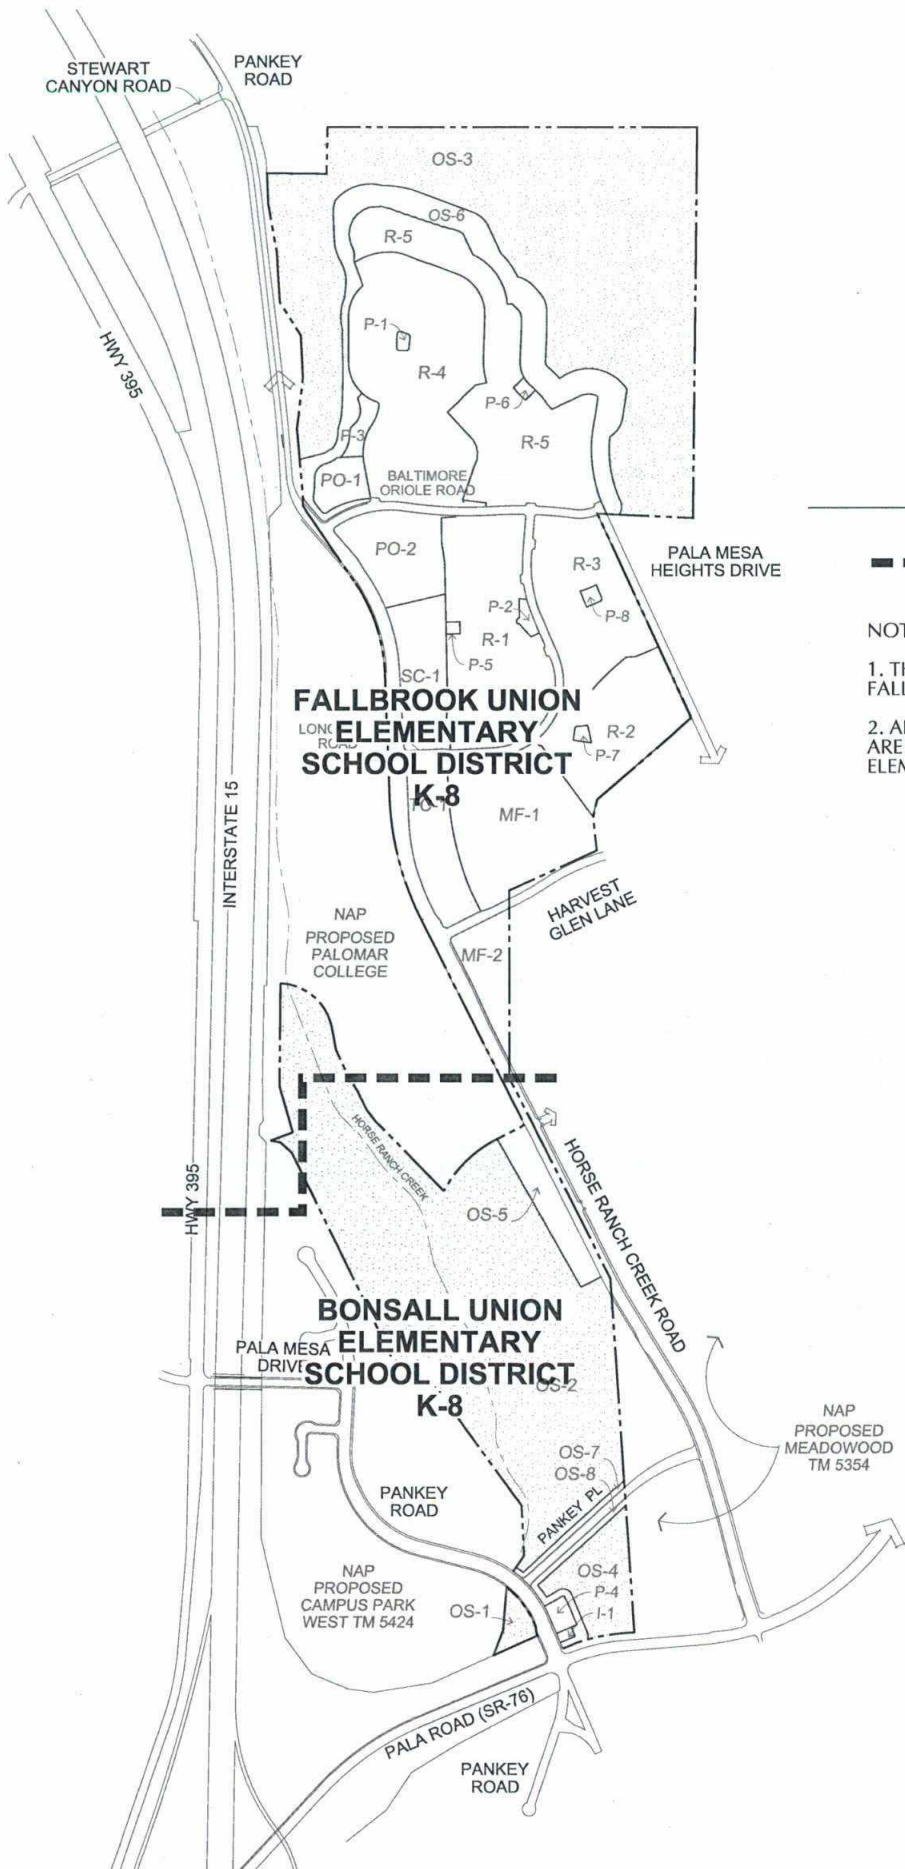 STEWART
CANYON ROAD
PANKEY
ROAD
OS-3
OS-6
R-5
P-1
R-4
HWY 395
P-6
P-3
R-5
PO-1
BALTIMORE
ORIOLE ROAD
PO-2
R-3
PALA MESA
HEIGHTS DRIVE
P-2
P-8
R-1
P-5
SC-1
R-2
P-7
FALLBROOK UNION
ELEMENTARY
SCHOOL DISTRICT
K-8
MF-1
INTERSTATE 15
HARVEST
GLEN LANE
NAP
PROPOSED
PALOMAR
COLLEGE
MF-2
HORSE RANCH CREEK
HORSE RANCH CREEK ROAD
HWY 395
OS-5
BONSALL UNION
ELEMENTARY
SCHOOL DISTRICT
K-8
PALA MESA
DRIVE
OS-2
NAP
PROPOSED
MEADOWOOD
TM 5354
OS-7
OS-8
PANKEY PL
PANKEY
ROAD
NAP
PROPOSED
CAMPUS PARK
WEST TM 5424
OS-4
P-4
OS-1
I-1
PALA ROAD (SR-76)
PANKEY
ROAD
1. TH
FALL
2. A
ARE
ELEM